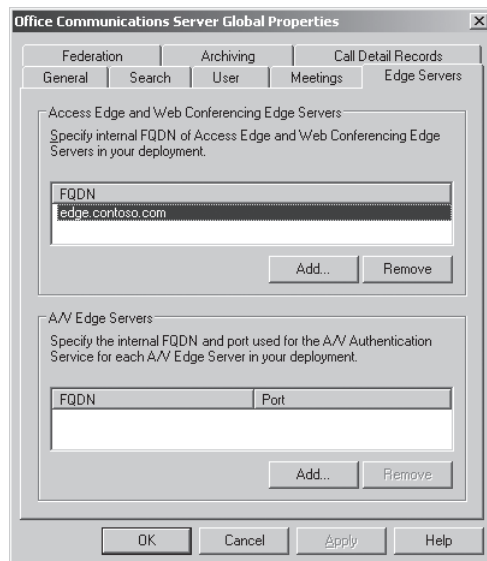 Office Communications Server Global Properties
Federation Archiving Call Detail Records
General Search User Meetings Edge Servers
Access Edge and Web Conferencing Edge Servers
Specify internal FQDN of Access Edge and Web Conferencing Edge
Servers in your deployment.
FQDN
edge.contoso.com
Add... Remove
A/V Edge Servers
Specify the internal FQDN and port used for the A/V Authentication
Service for each A/V Edge Server in your deployment.
FQDN Port
Add... Remove
OK Cancel Apply Help